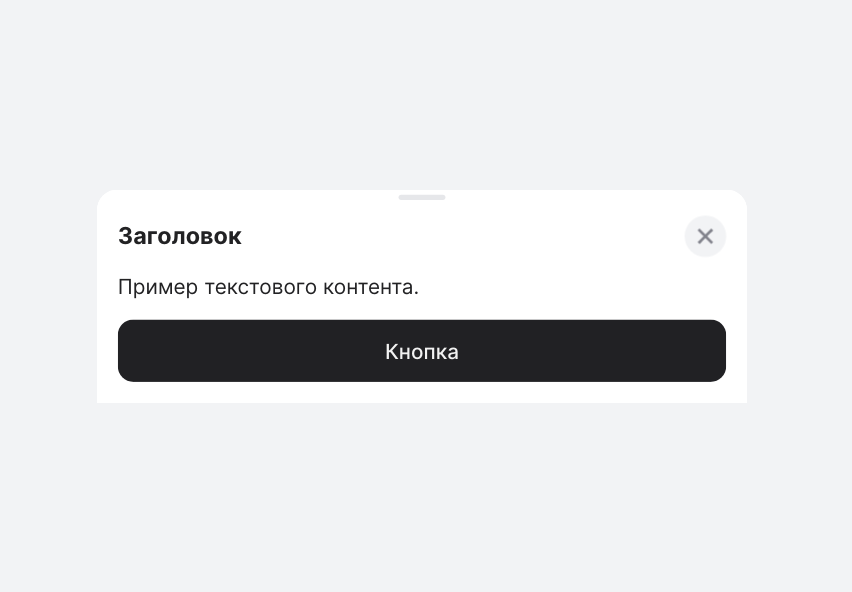 Заголовок
Пример текстового контента.
Кнопка